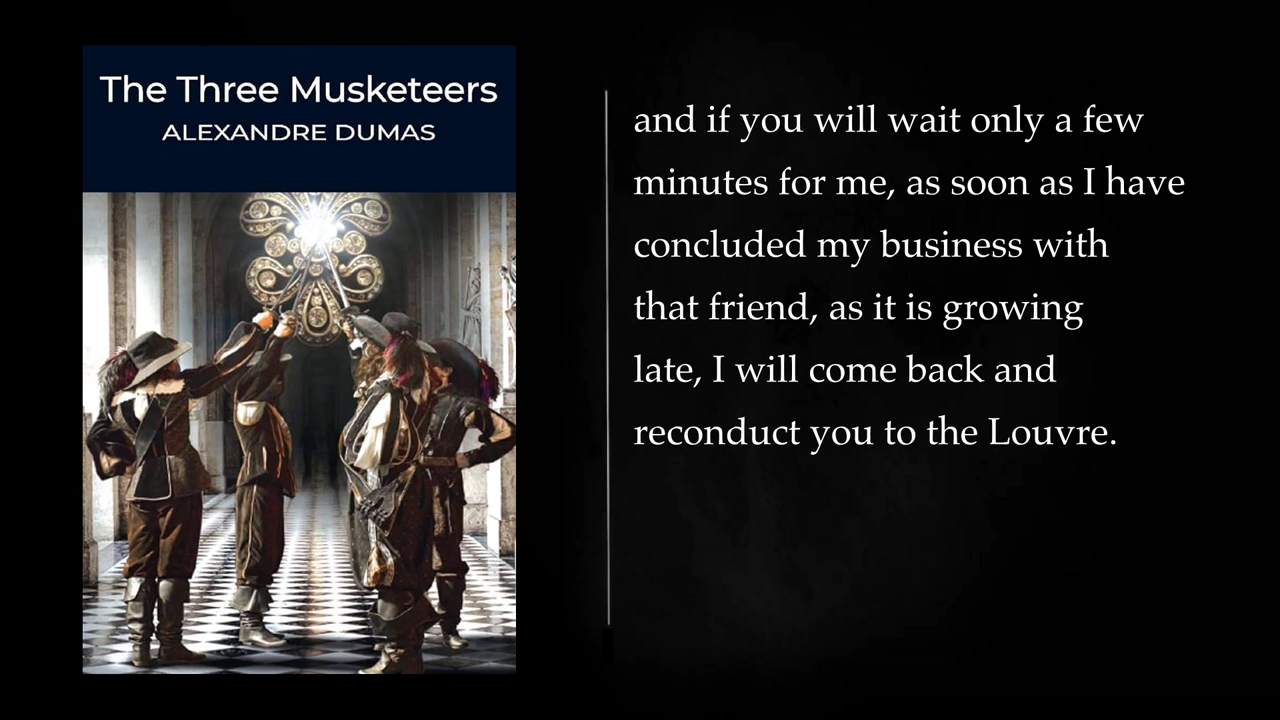 The Three Musketeers
ALEXANDRE DUMAS
and if you will wait only a few
minutes for me, as soon as I have
concluded my business with
that friend, as it is growing
late, I will come back and
reconduct you to the Louvre.